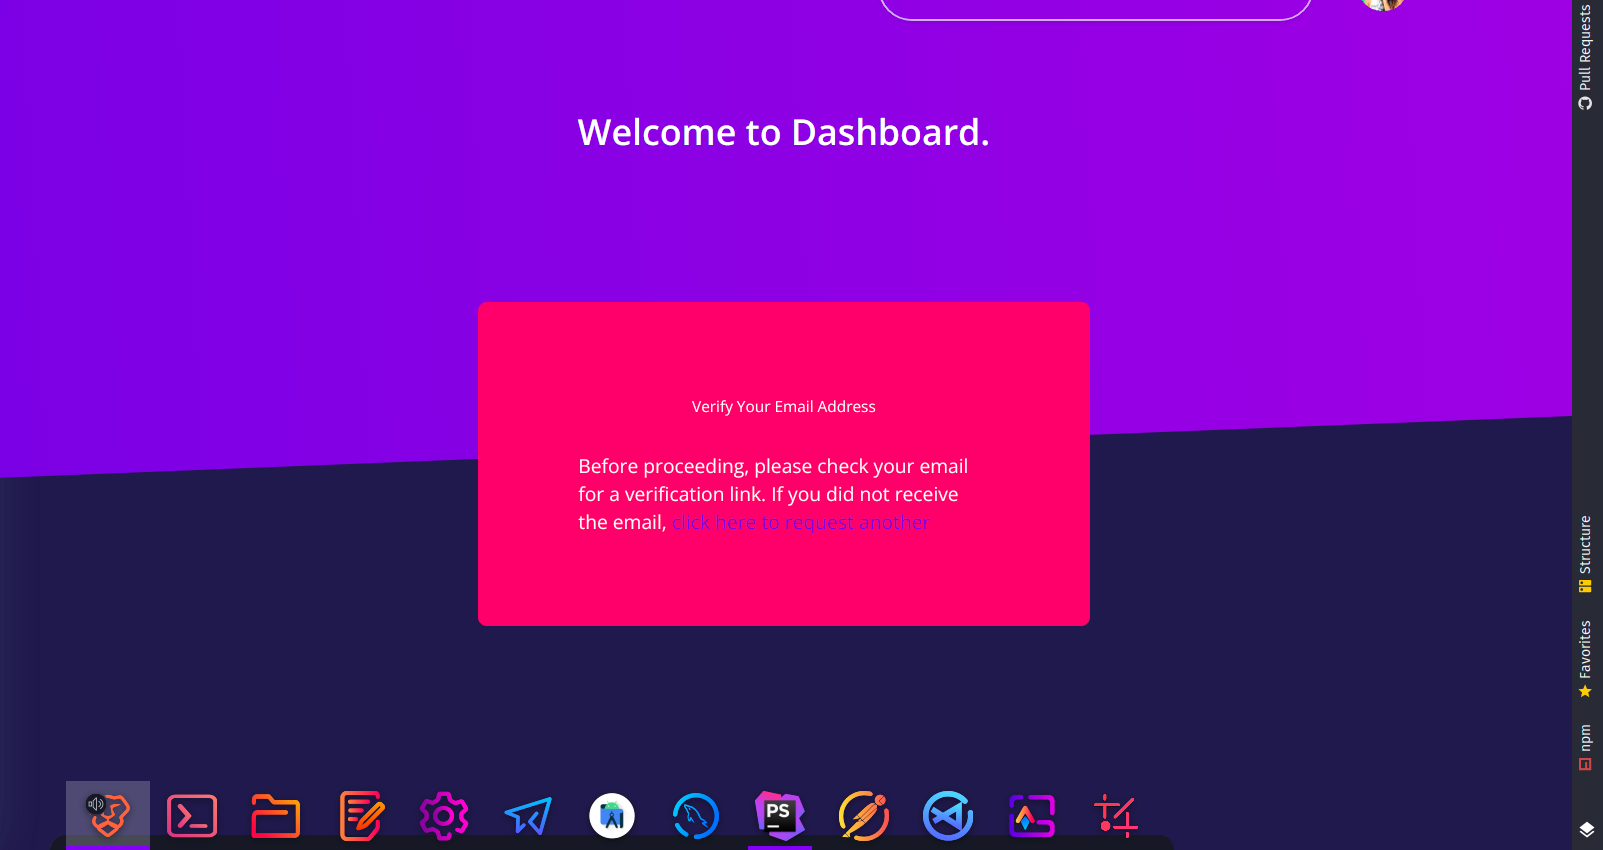 Pull Requests
Welcome to Dashboard.
Verify Your Email Address
Before proceeding, please check your email
for a verification link. If you did not receive
the email, click here to request another
Structure
Favorites
npm
PS